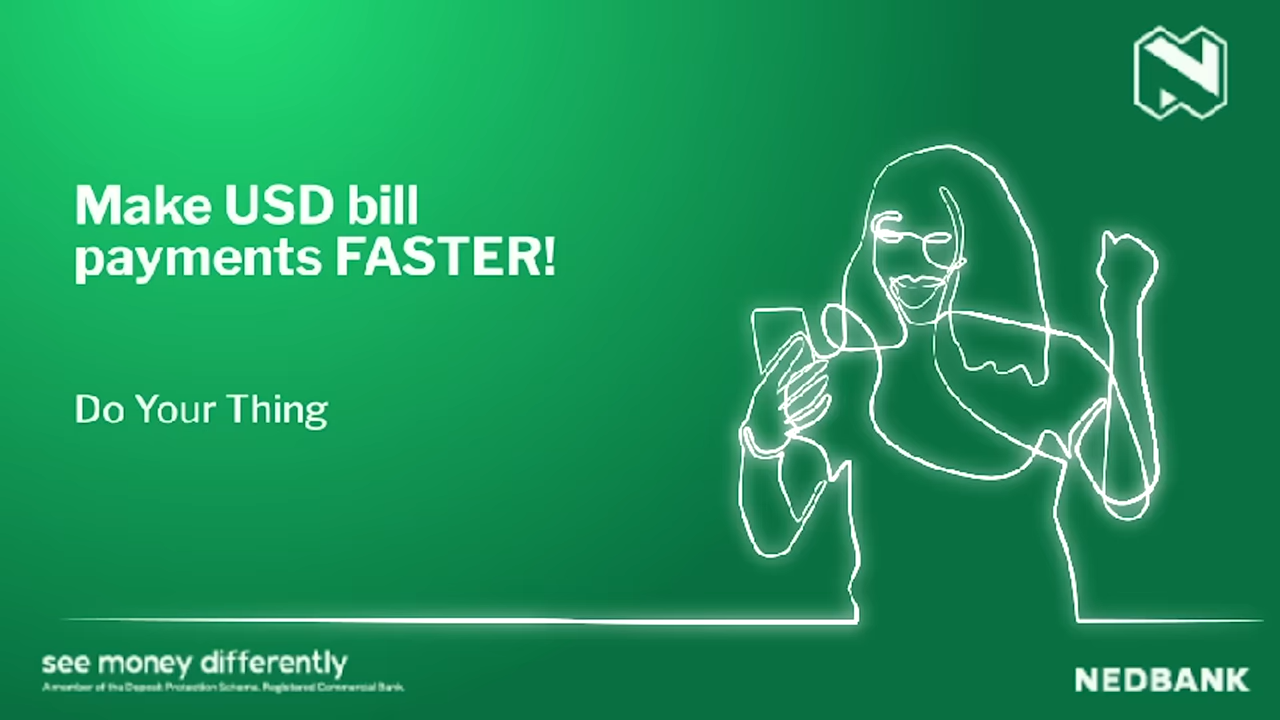 Make USD bill
payments FASTER!
Do Your Thing
see money differently
A member of the Deposit Protection Scheme. Registered Commercial Bank.
NEDBANK